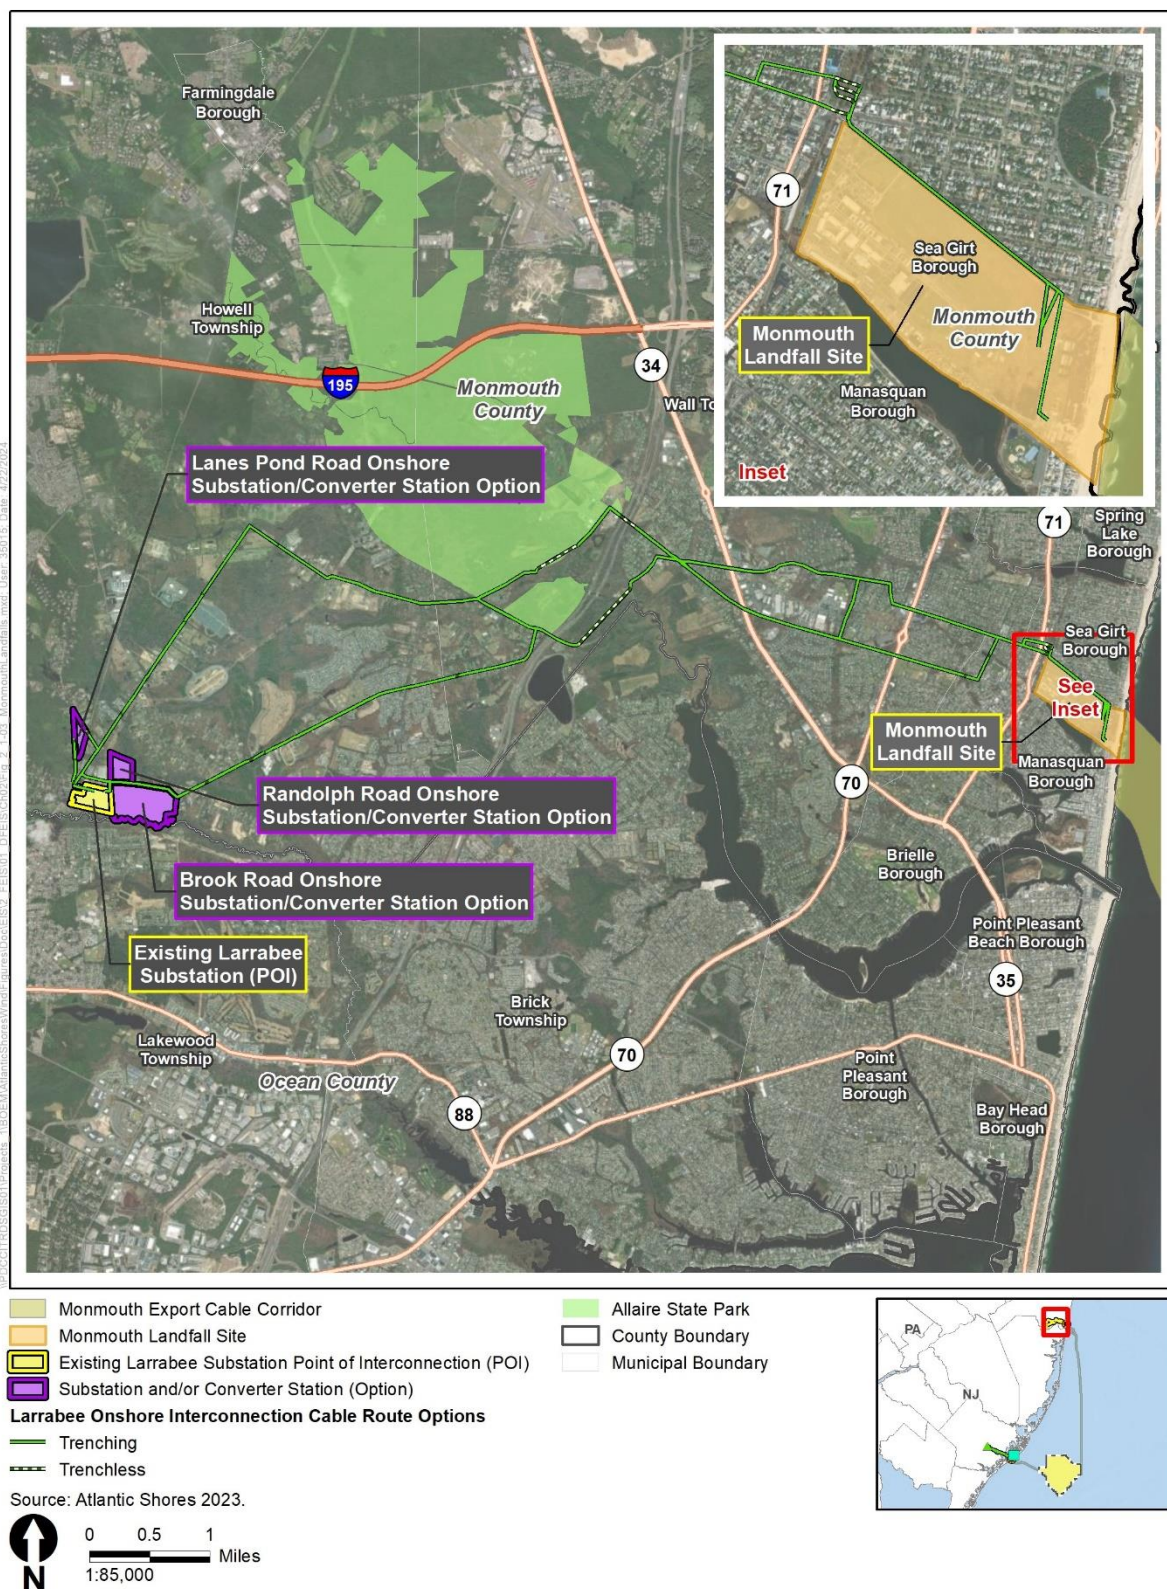 Farmingdale
Borough
Howell
Township
195
Monmouth
County
34
Wall To
71
Spring
Lake
Borough
Lanes Pond Road Onshore
Substation/Converter Station Option
Sea Girt
Borough
See
Inset
Monmouth
Landfall Site
Manasquan
Borough
Randolph Road Onshore
Substation/Converter Station Option
70
Brook Road Onshore
Substation/Converter Station Option
Brielle
Borough
Existing Larrabee
Substation (POI)
Point Pleasant
Beach Borough
35
Brick
Township
Lakewood
Township
70
Ocean County
88
Point
Pleasant
Borough
Bay Head
Borough
71
Sea Girt
Borough
Monmouth
County
Monmouth
Landfall Site
Manasquan
Borough
Inset
Monmouth Export Cable Corridor
Monmouth Landfall Site
Existing Larrabee Substation Point of Interconnection (POI)
Substation and/or Converter Station (Option)
Larrabee Onshore Interconnection Cable Route Options
Trenching
Trenchless
Source: Atlantic Shores 2023.
Allaire State Park
County Boundary
Municipal Boundary
PA
NJ
N
0 0.5 1
Miles
1:85,000